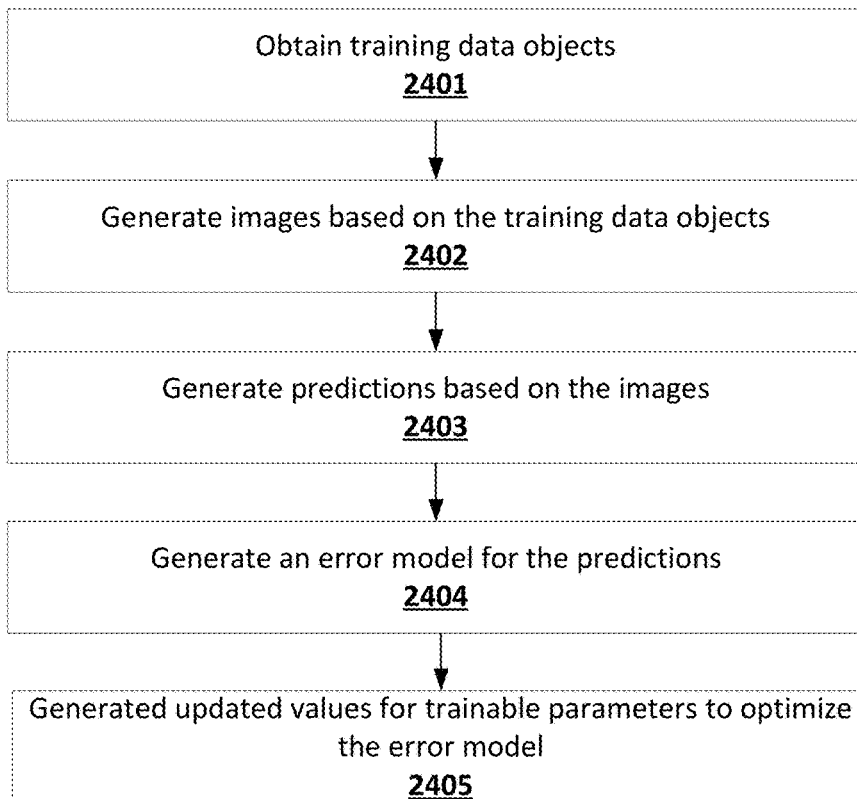 Obtain training data objects
2401
Generate images based on the training data objects
2402
Generate predictions based on the images
2403
Generate an error model for the predictions
2404
Generated updated values for trainable parameters to optimize
the error model
2405